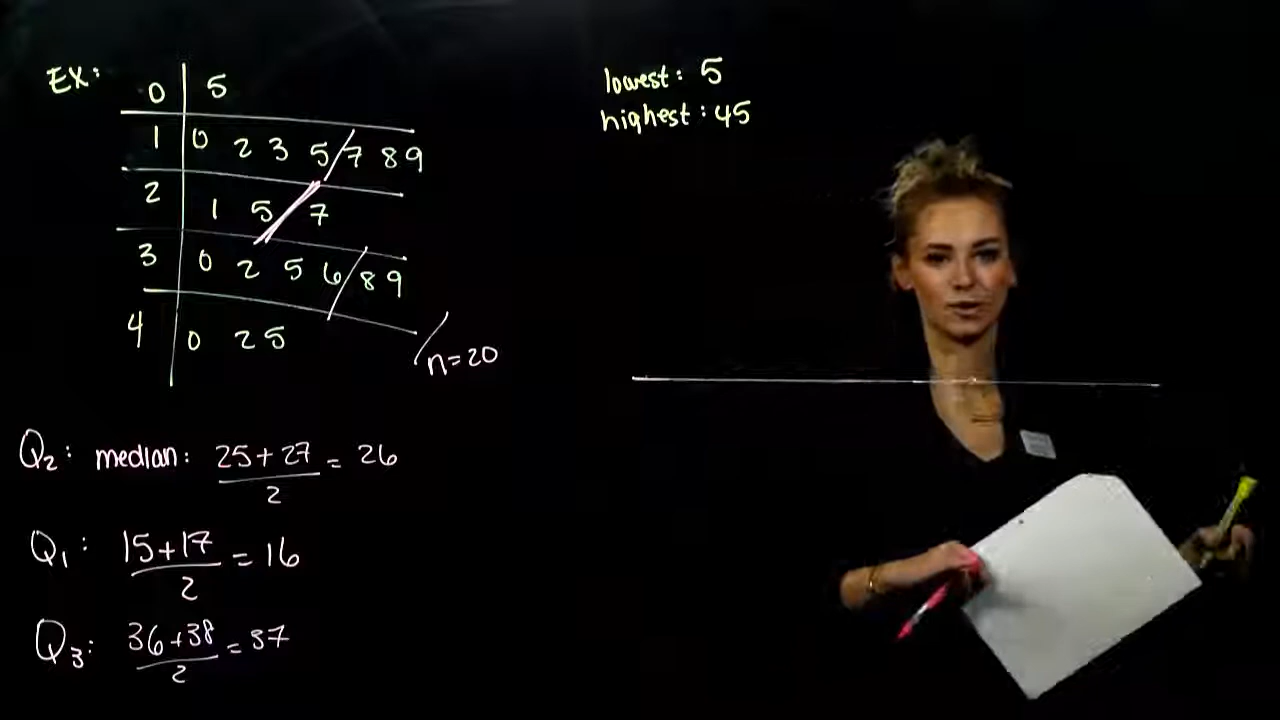 EX:
0 | 5
1 | 0 2 3 5 / 7 8 9
2 | 1 5 / 7
3 | 0 2 5 6 / 8 9
4 | 0 2 5
/ n=20
Q₂: median: 25+27 / 2 = 26
Q₁: 15+17 / 2 = 16
Q₃: 36+38 / 2 = 37
lowest: 5
highest: 45